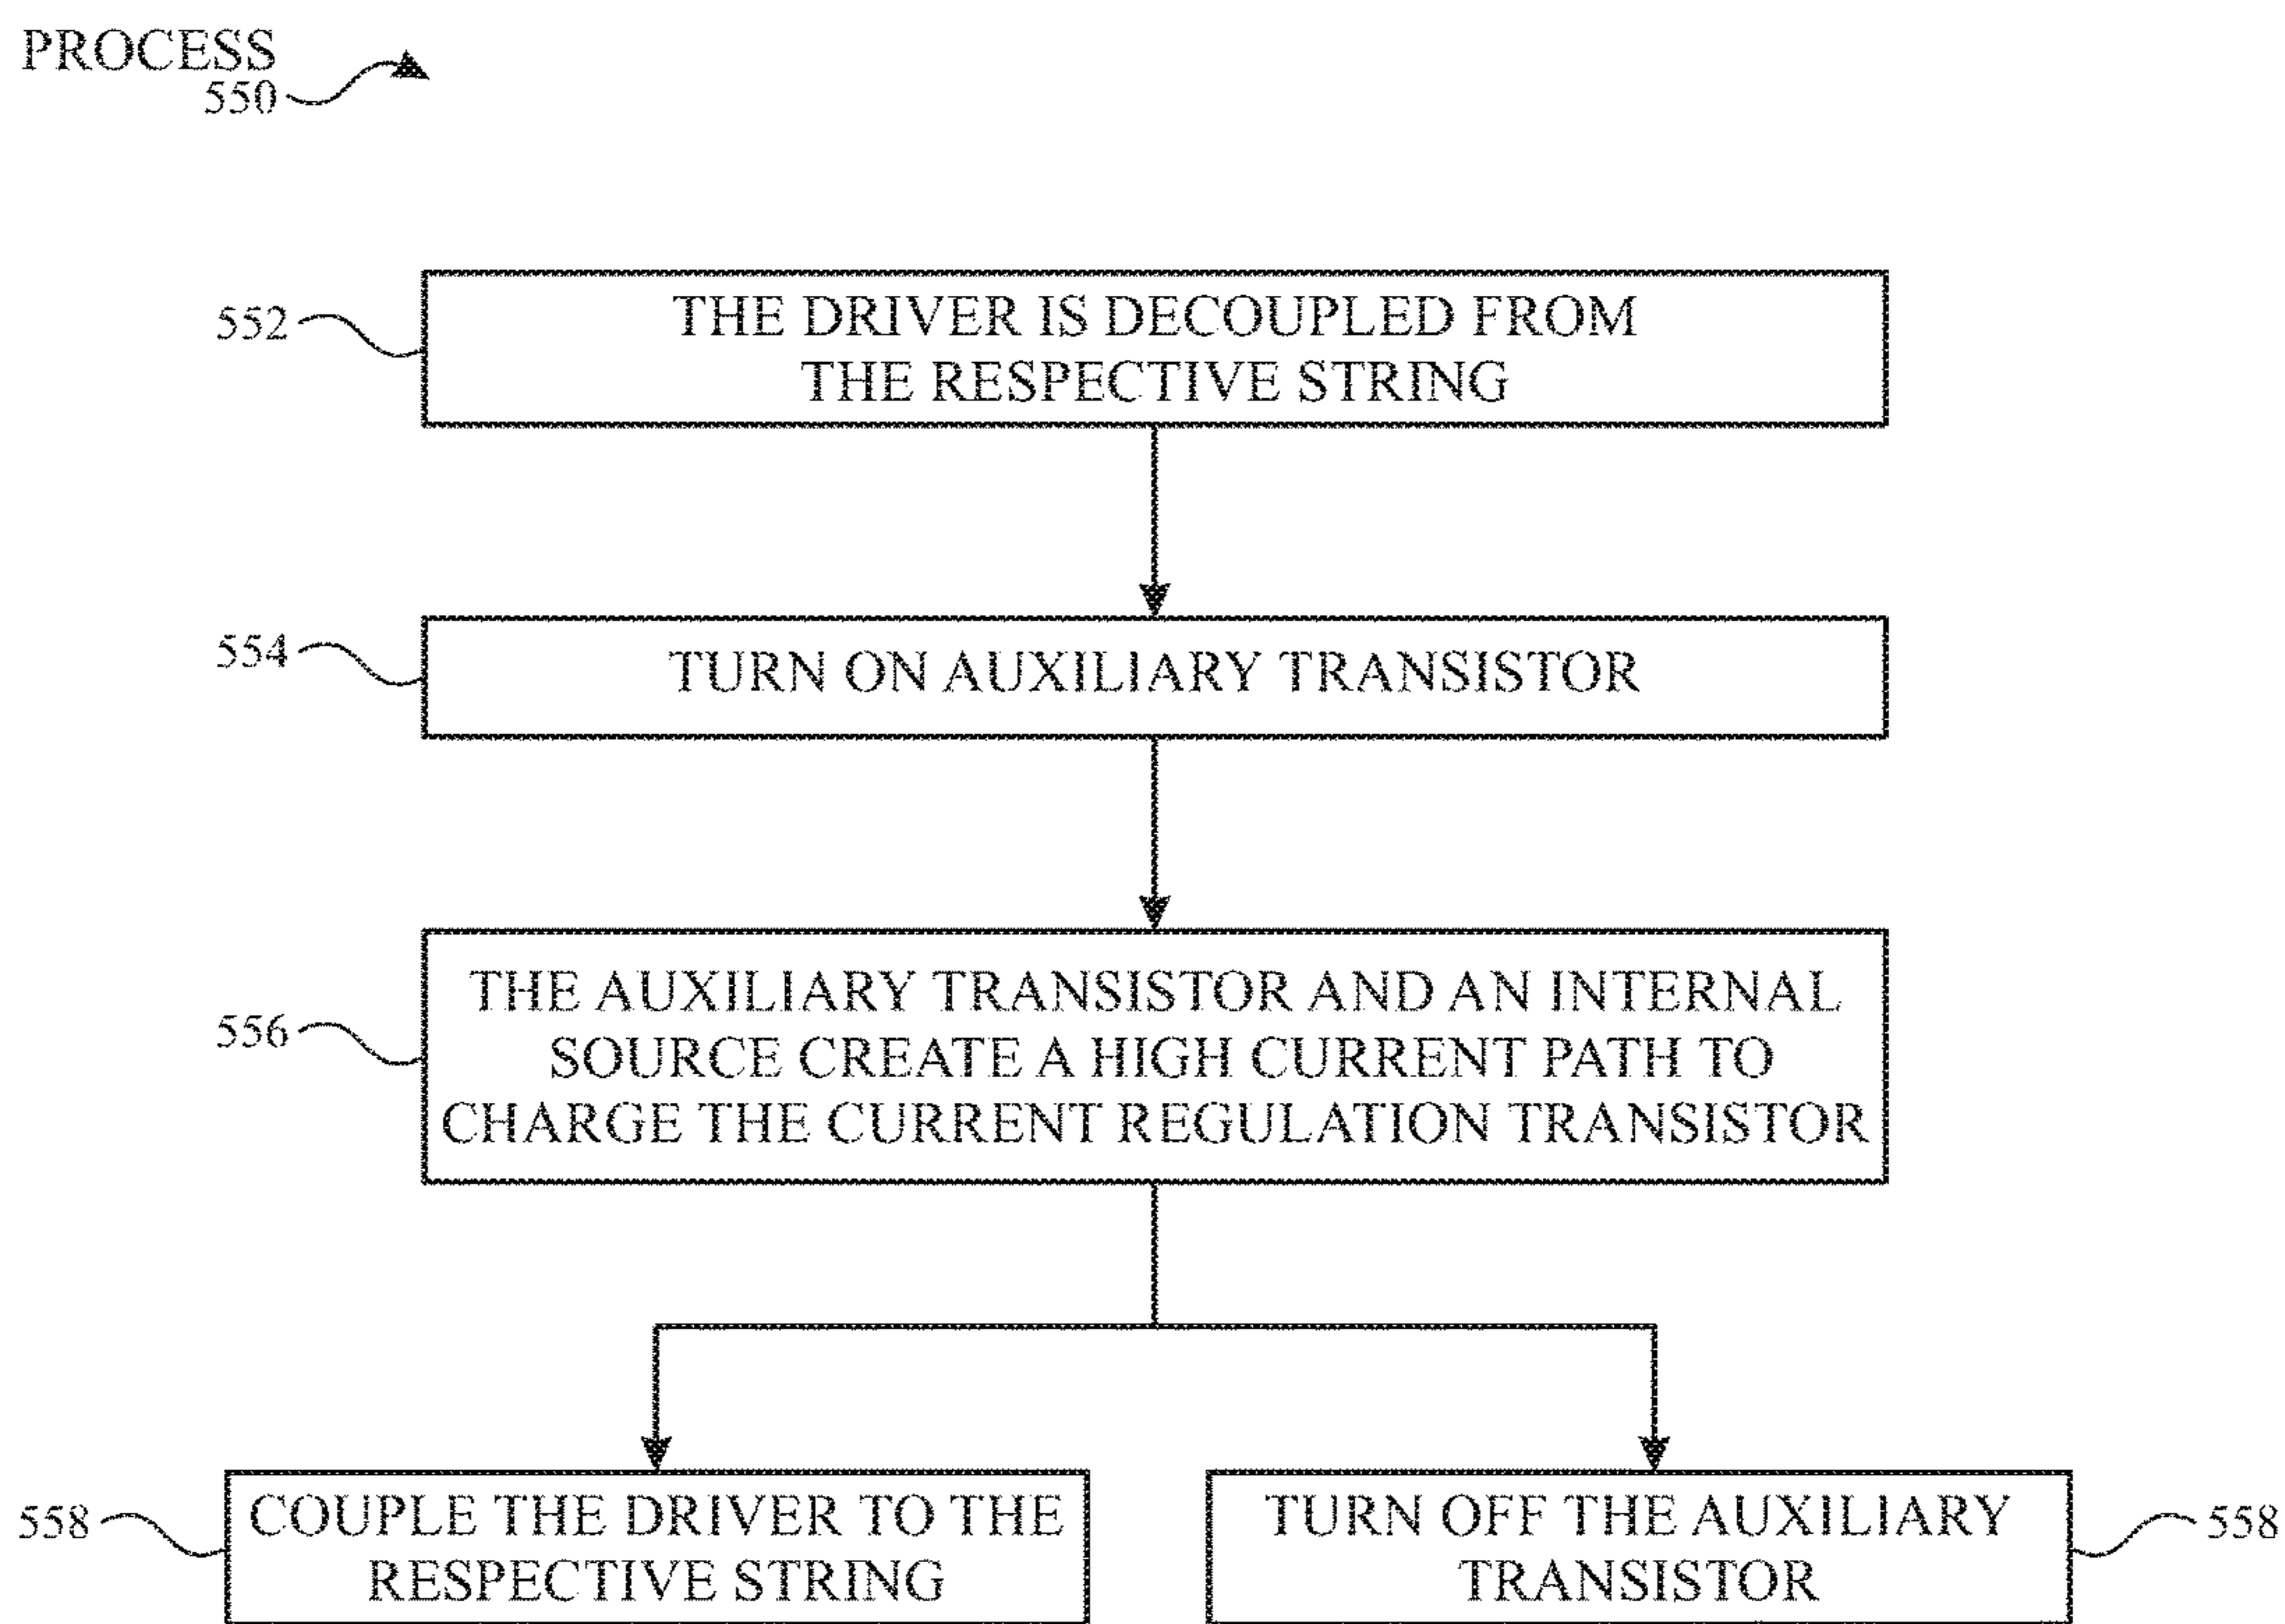 PROCESS
550
552
THE DRIVER IS DECOUPLED FROM
THE RESPECTIVE STRING
554
TURN ON AUXILIARY TRANSISTOR
556
THE AUXILIARY TRANSISTOR AND AN INTERNAL
SOURCE CREATE A HIGH CURRENT PATH TO
CHARGE THE CURRENT REGULATION TRANSISTOR
558
COUPLE THE DRIVER TO THE
RESPECTIVE STRING
TURN OFF THE AUXILIARY
TRANSISTOR
558